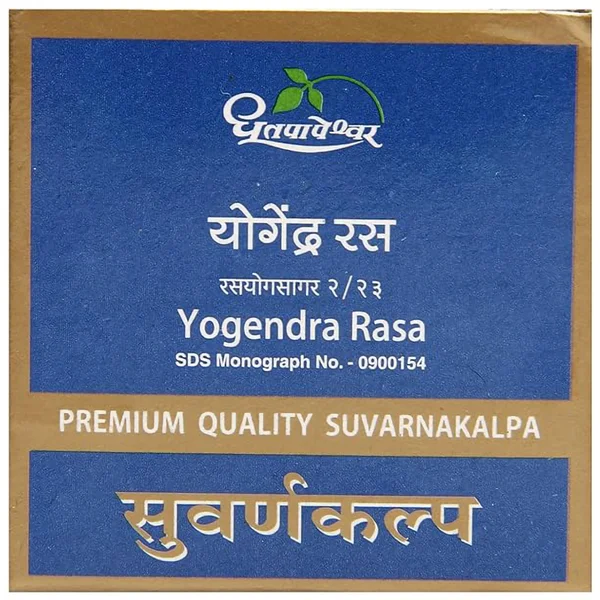 धूतपापेश्वर
योगेंद्र रस
रसयोगसागर २/२३
Yogendra Rasa
SDS Monograph No. - 0900154
PREMIUM QUALITY SUVARNAKALPA
सुवर्णकल्प